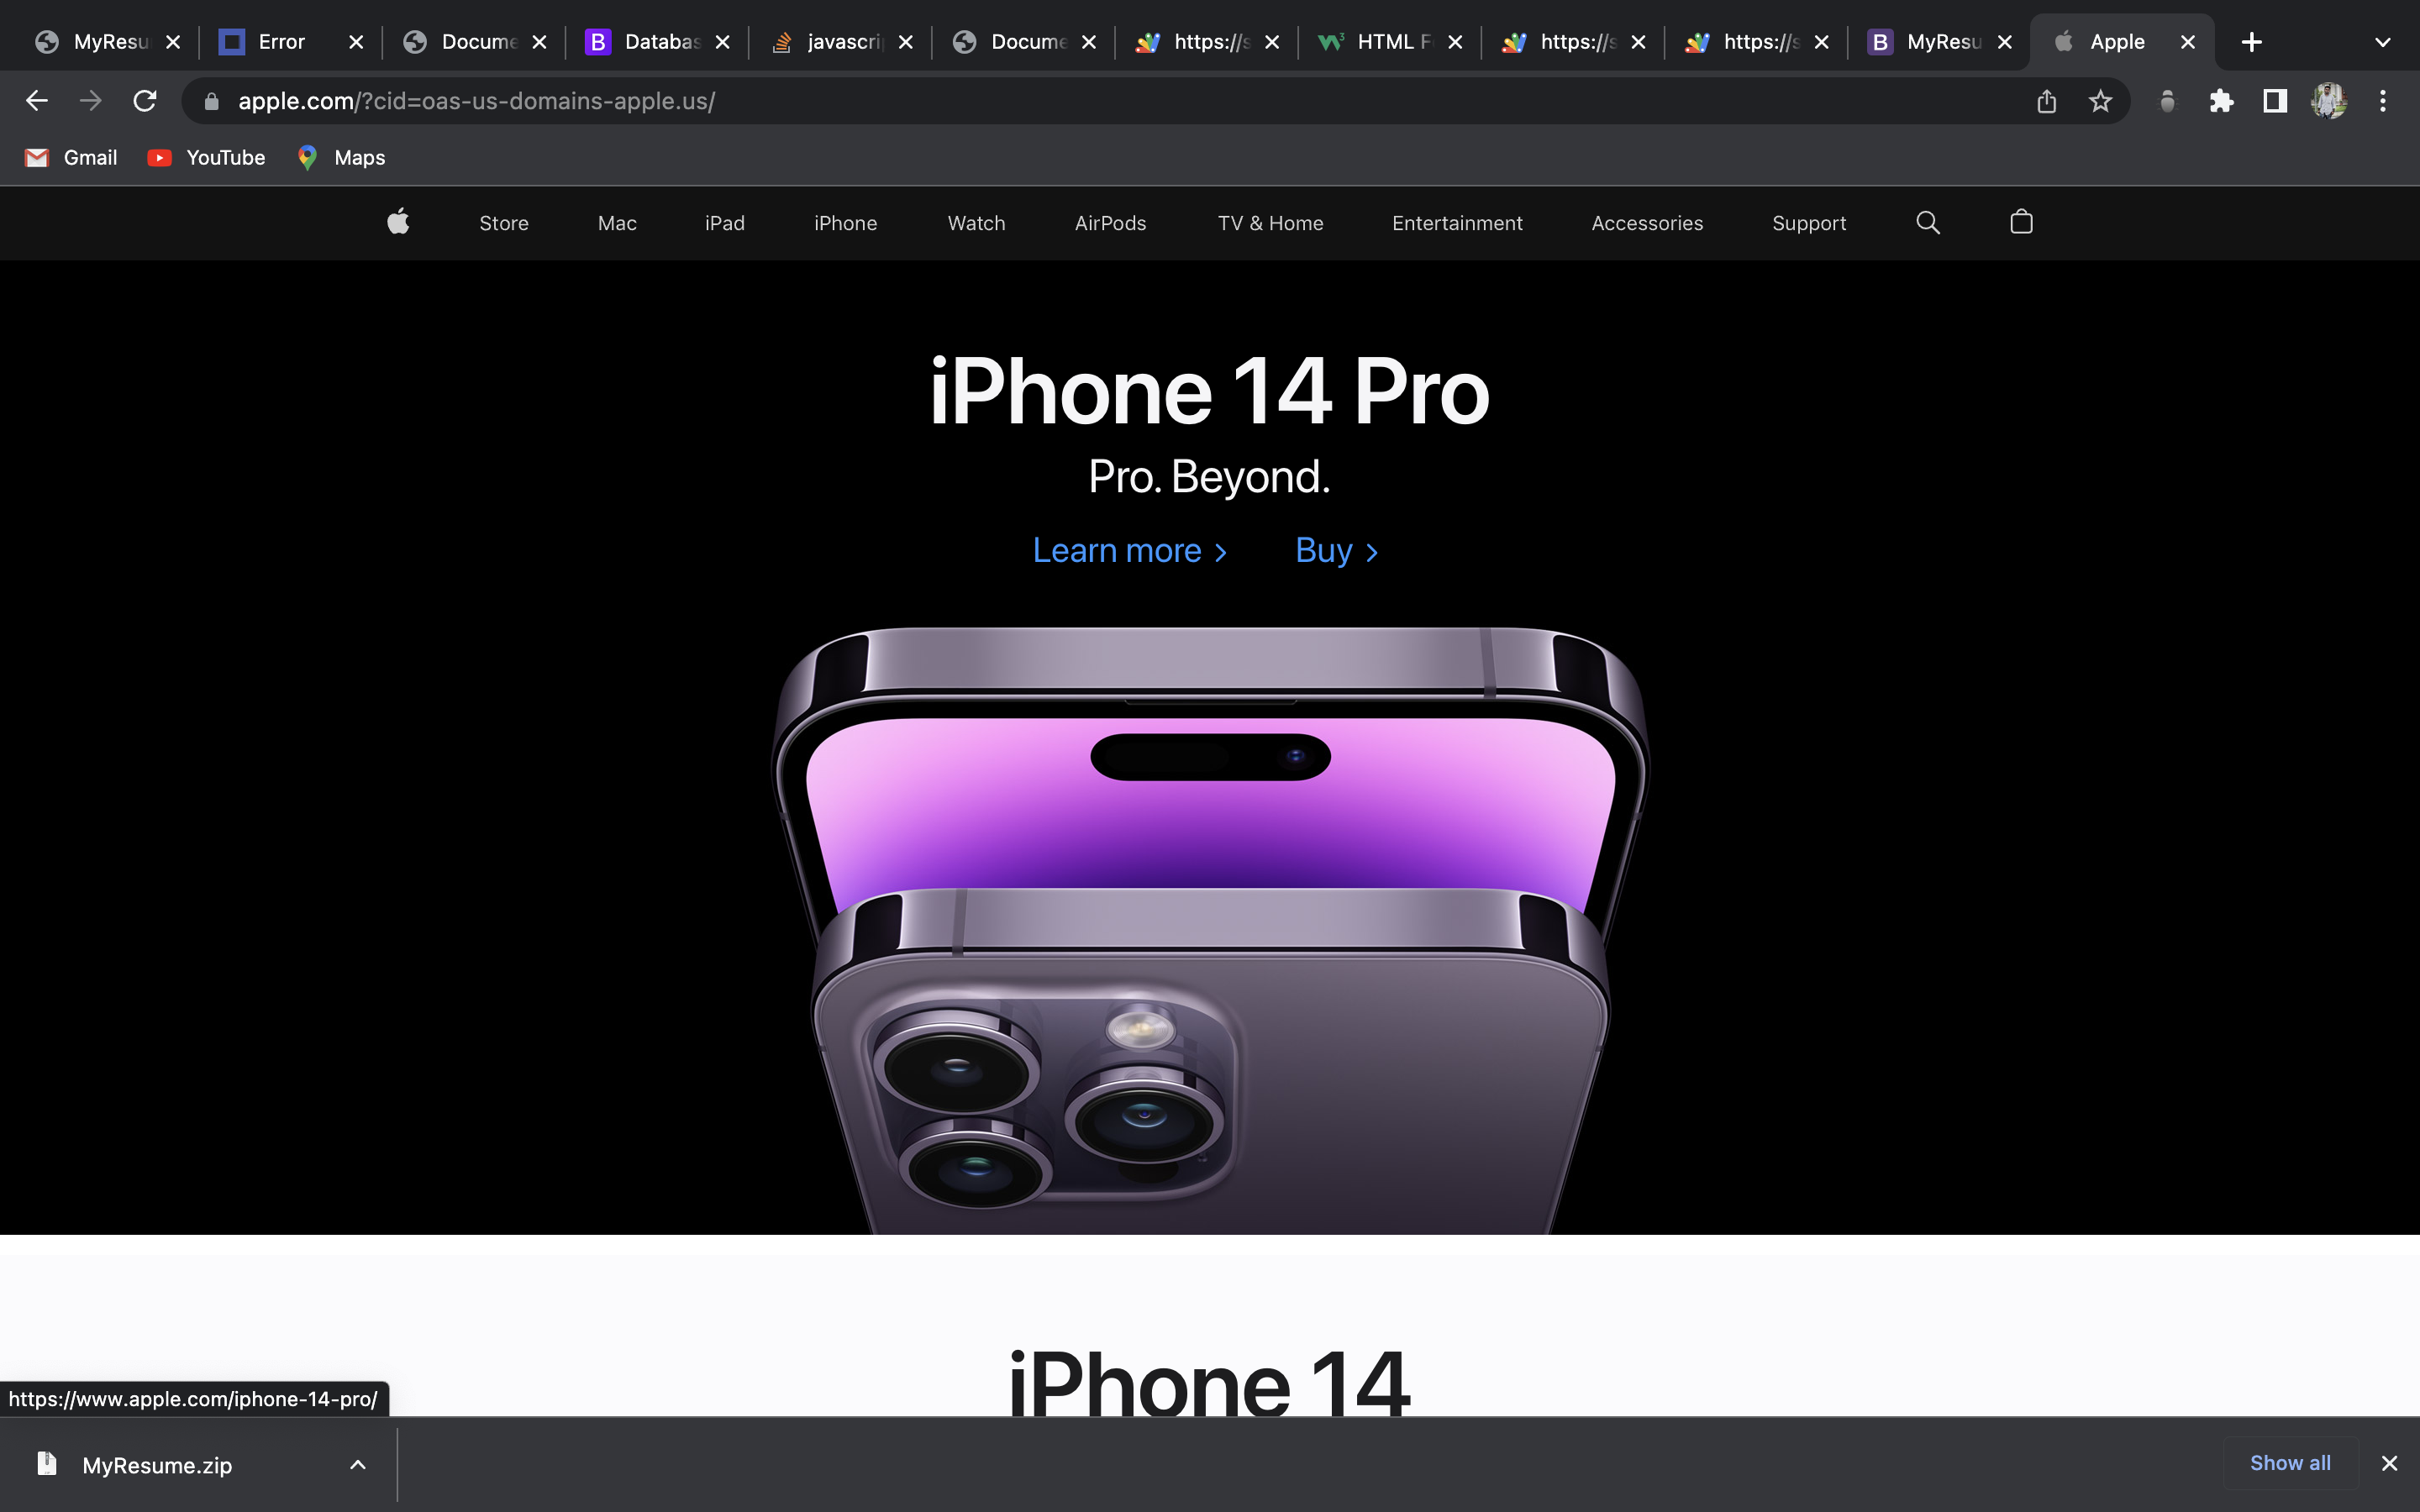 MyResu Error Docume Databas javascri Docume https://s HTML F https://s https://s MyResu Apple
apple.com/?cid=oas-us-domains-apple.us/
Gmail YouTube Maps
Store Mac iPad iPhone Watch AirPods TV & Home Entertainment Accessories Support
iPhone 14 Pro
Pro. Beyond.
Learn more > Buy >
iPhone 14
https://www.apple.com/iphone-14-pro/
MyResume.zip Show all